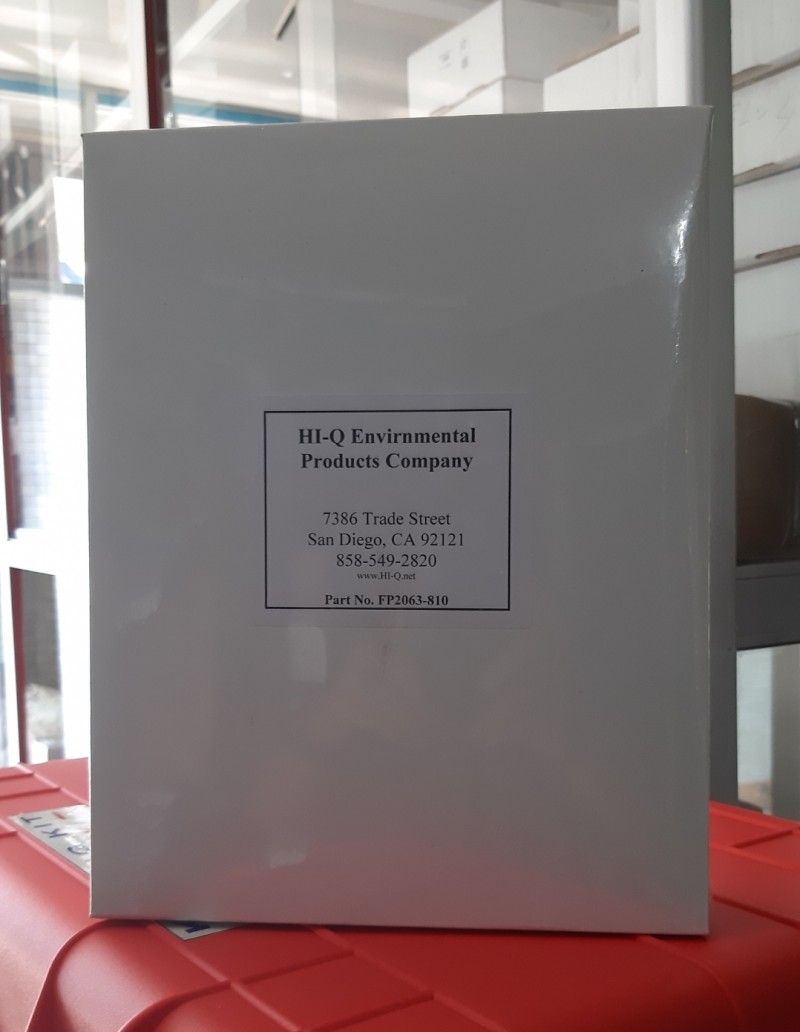 HI-Q Envirnmental
Products Company
7386 Trade Street
San Diego, CA 92121
858-549-2820
www.HI-Q.net
Part No. FP2063-810
KIT